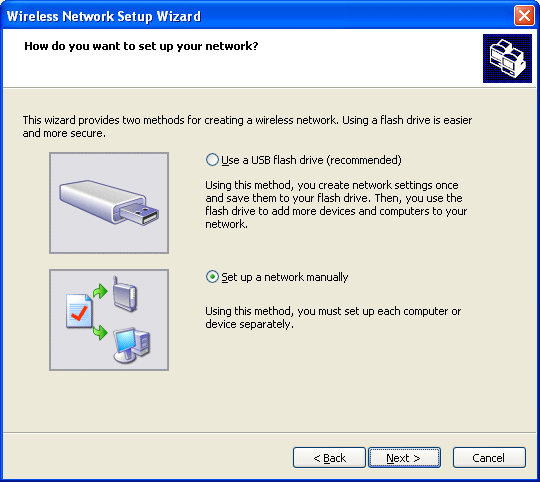 Wireless Network Setup Wizard
How do you want to set up your network?
This wizard provides two methods for creating a wireless network. Using a flash drive is easier
and more secure.
Use a USB flash drive (recommended)
Using this method, you create network settings once
and save them to your flash drive. Then, you use the
flash drive to add more devices and computers to your
network.
Set up a network manually
Using this method, you must set up each computer or
device separately.
< Back Next > Cancel